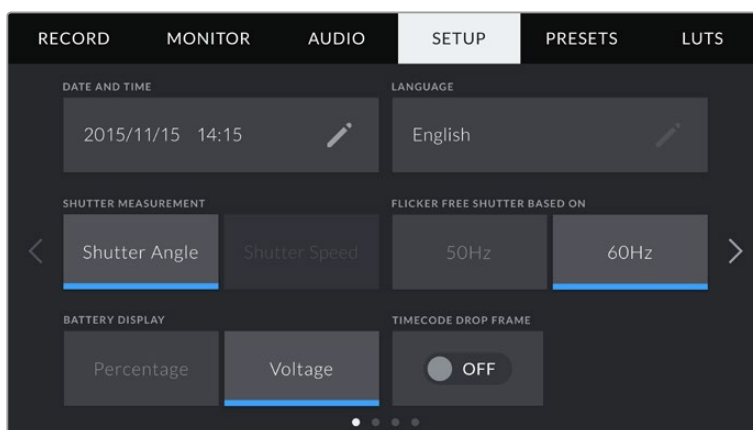 RECORD MONITOR AUDIO SETUP PRESETS LUTS
DATE AND TIME LANGUAGE
2015/11/15 14:15 English
SHUTTER MEASUREMENT FLICKER FREE SHUTTER BASED ON
Shutter Angle Shutter Speed 50Hz 60Hz
BATTERY DISPLAY TIMECODE DROP FRAME
Percentage Voltage OFF